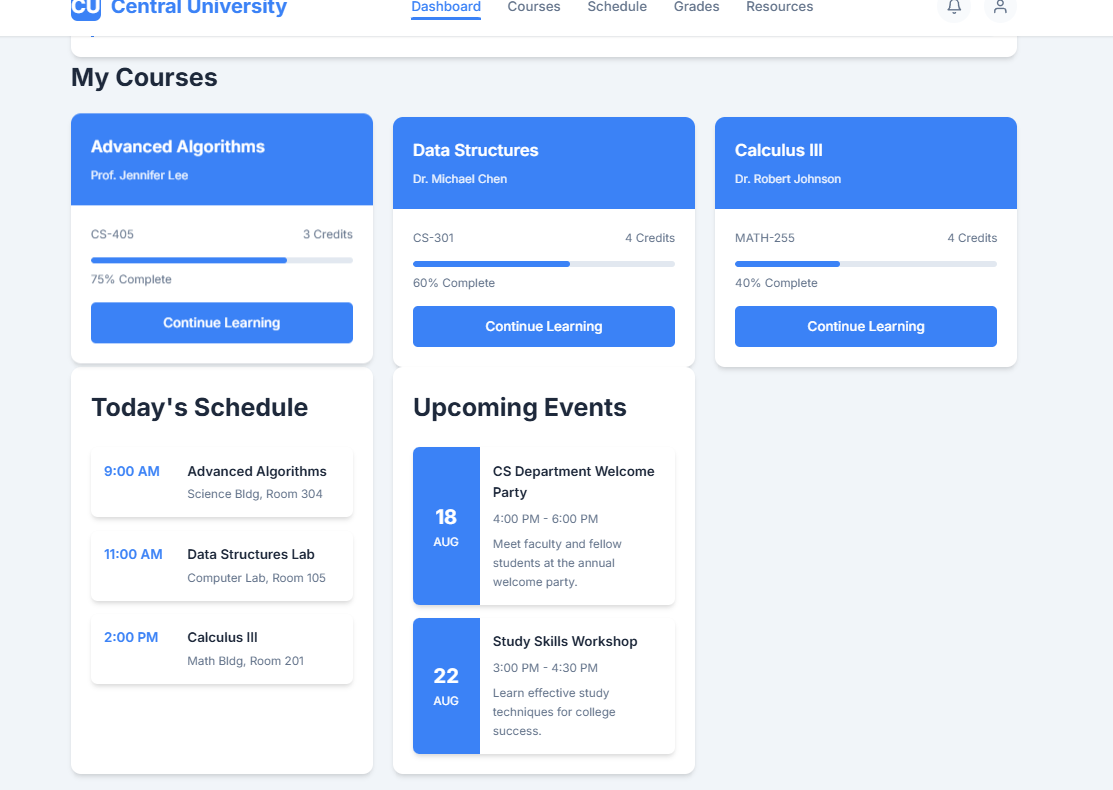 CU Central University
Dashboard Courses Schedule Grades Resources
My Courses
Advanced Algorithms
Prof. Jennifer Lee
CS-405 3 Credits
75% Complete
Continue Learning
Data Structures
Dr. Michael Chen
CS-301 4 Credits
60% Complete
Continue Learning
Calculus III
Dr. Robert Johnson
MATH-255 4 Credits
40% Complete
Continue Learning
Today's Schedule
9:00 AM Advanced Algorithms
Science Bldg, Room 304
11:00 AM Data Structures Lab
Computer Lab, Room 105
2:00 PM Calculus III
Math Bldg, Room 201
Upcoming Events
18
AUG
CS Department Welcome
Party
4:00 PM - 6:00 PM
Meet faculty and fellow
students at the annual
welcome party.
22
AUG
Study Skills Workshop
3:00 PM - 4:30 PM
Learn effective study
techniques for college
success.